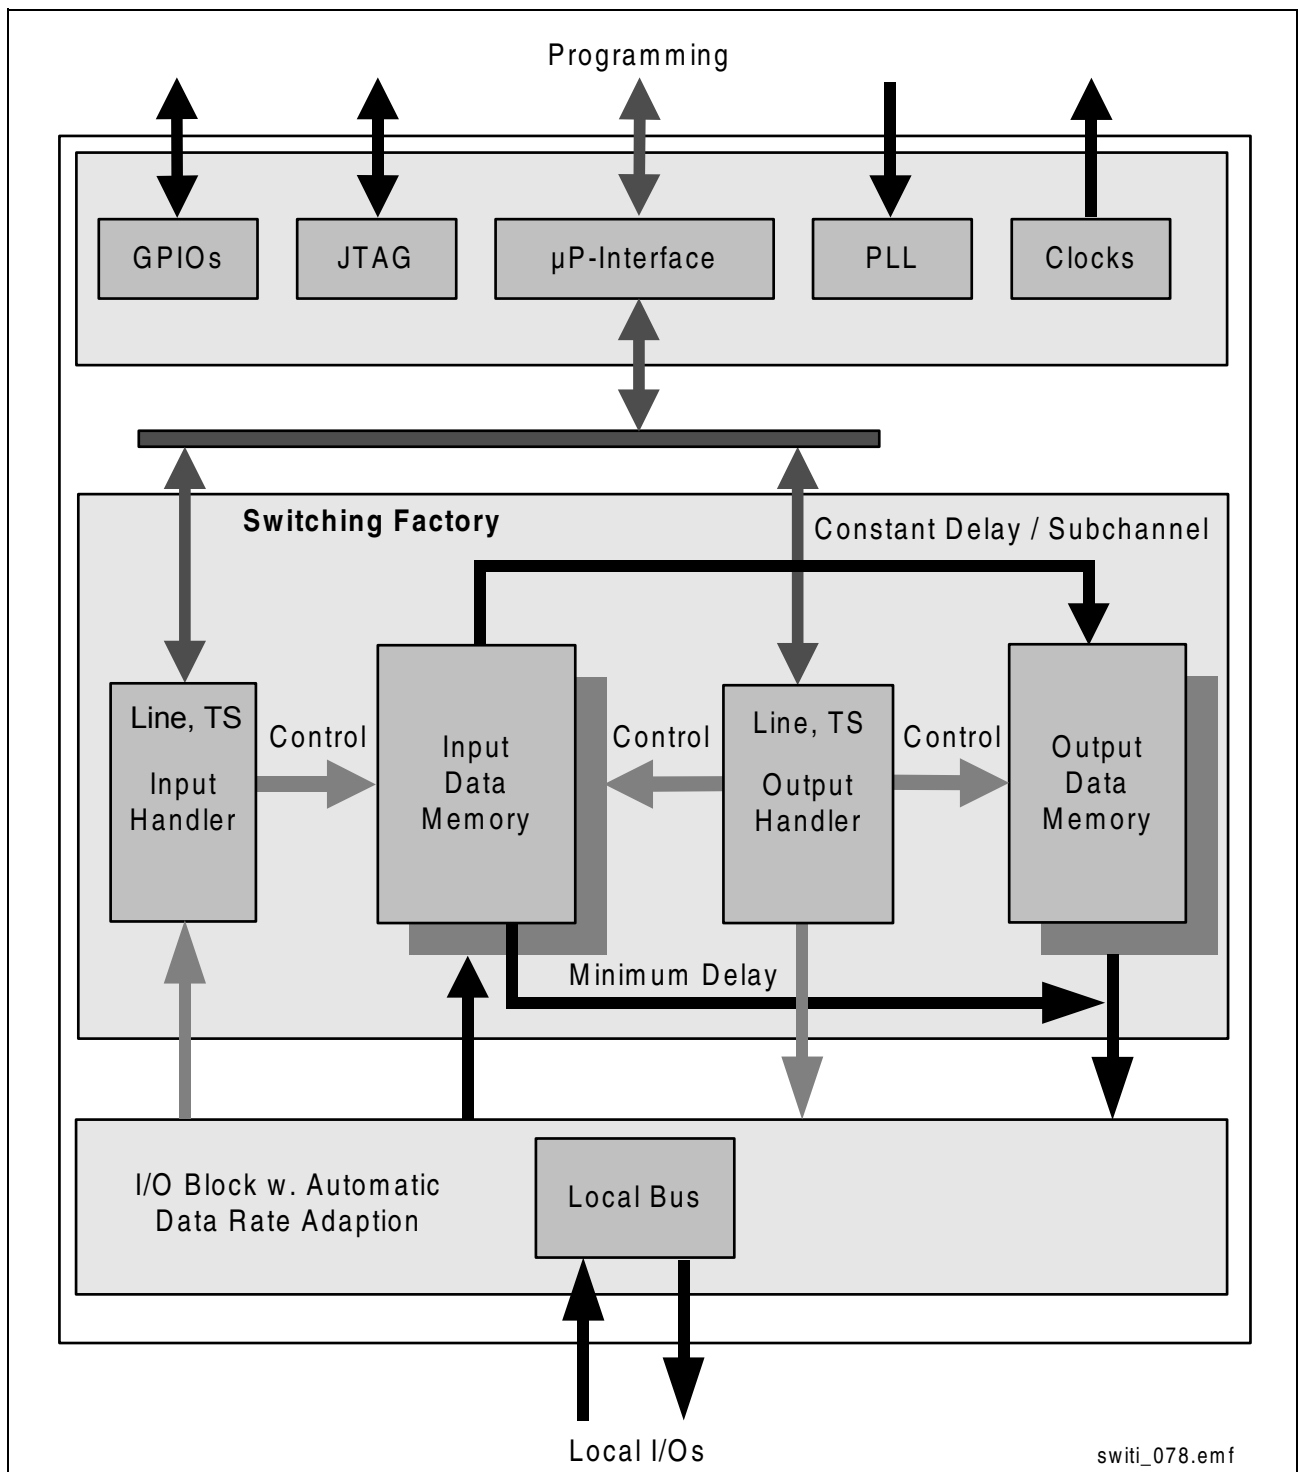 Programming
GPIOs
JTAG
µP-Interface
PLL
Clocks
Switching Factory
Constant Delay / Subchannel
Line, TS
Input
Handler
Control
Input
Data
Memory
Control
Line, TS
Output
Handler
Control
Output
Data
Memory
Minimum Delay
I/O Block w. Automatic
Data Rate Adaption
Local Bus
Local I/Os
switi_078.emf